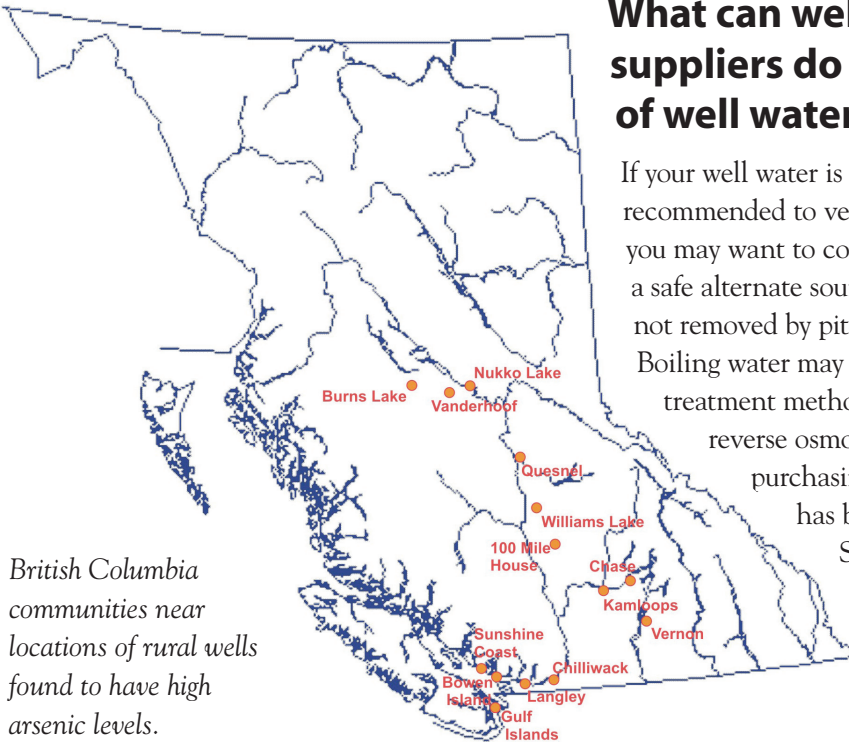 What can wel
suppliers do
of well water
If your well water is
recommended to ve
you may want to co
a safe alternate sour
not removed by pit
Boiling water may
treatment metho
reverse osmo
purchasin
has b
S
Nukko Lake
Burns Lake
Vanderhoof
Quesnel
Williams Lake
100 Mile
House
Chase
Kamloops
Vernon
Sunshine
Coast
Chilliwack
Bowen
Island
Langley
Gulf
Islands
British Columbia
communities near
locations of rural wells
found to have high
arsenic levels.